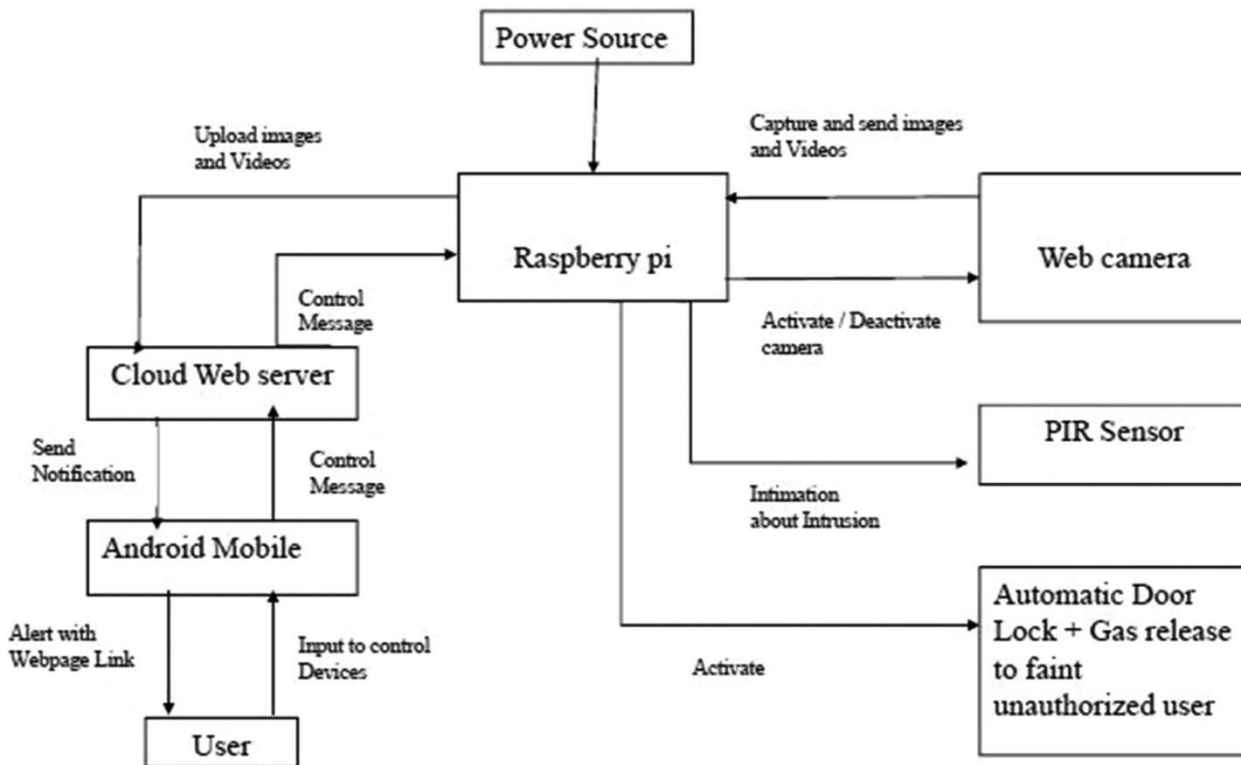 Power Source
Upload images
and Videos
Capture and send images
and Videos
Raspberry pi
Web camera
Control
Message
Activate / Deactivate
camera
Cloud Web server
PIR Sensor
Send
Notification
Control
Message
Intimation
about Intrusion
Android Mobile
Automatic Door
Lock + Gas release
to faint
unauthorized user
Alert with
Webpage Link
Input to control
Devices
Activate
User